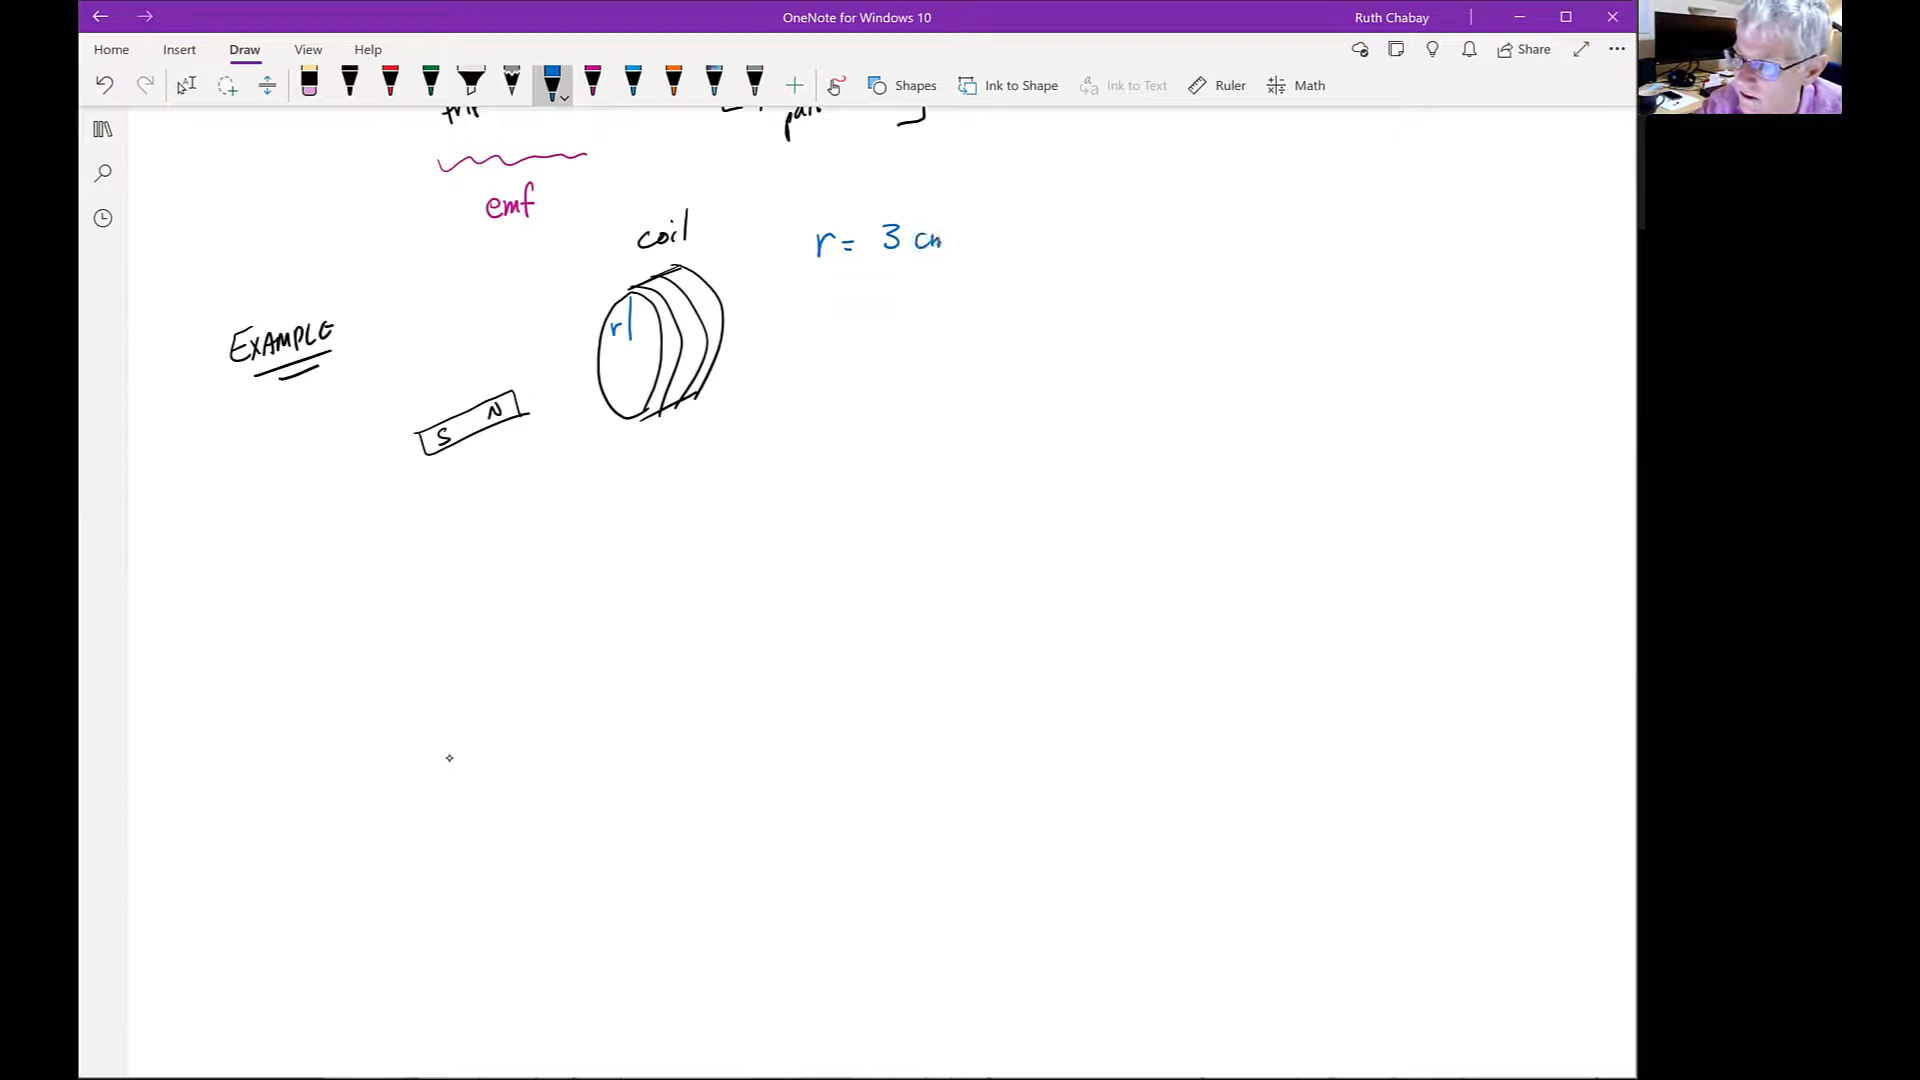 OneNote for Windows 10
Ruth Chabay
Home Insert Draw View Help
Share
Shapes Ink to Shape Ink to Text Ruler Math
emf
coil
r = 3 cm
r
EXAMPLE
N
S